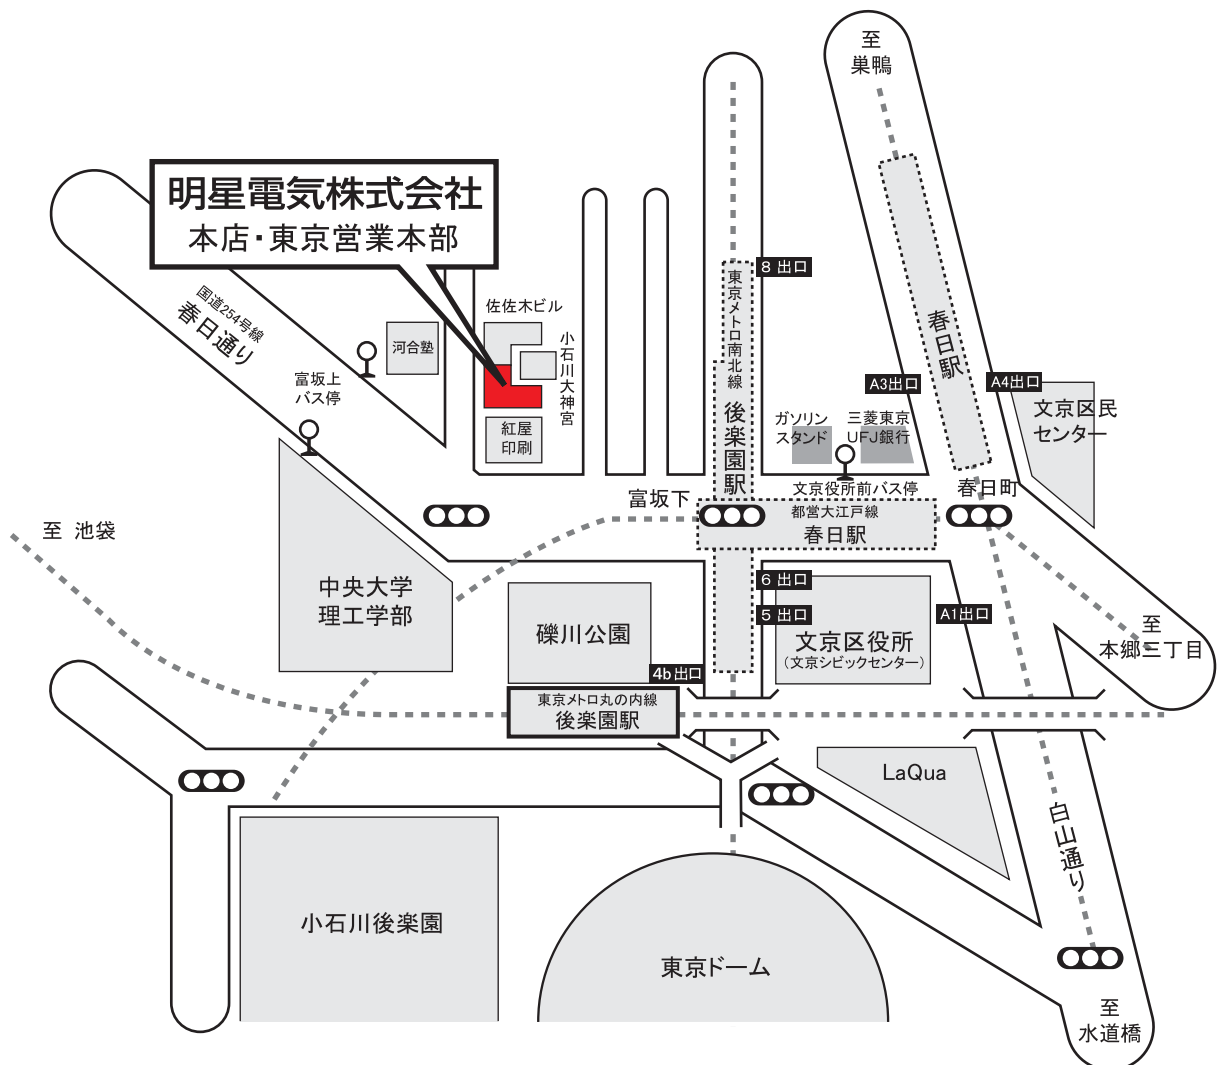 至
巣鴨
明星電気株式会社
本店・東京営業本部
国道254号線
春日通り
富坂上
バス停
河合塾
佐佐木ビル
小石川大神宮
紅屋
印刷
8 出口
東京メトロ南北線
後楽園駅
春日駅
A3出口
A4出口
文京区民
センター
ガソリン
スタンド
三菱東京
UFJ銀行
文京役所前バス停
春日町
富坂下
都営大江戸線
春日駅
至 池袋
中央大学
理工学部
礫川公園
4b出口
6 出口
5 出口
文京区役所
(文京シビックセンター)
A1出口
至
本郷三丁目
東京メトロ丸の内線
後楽園駅
LaQua
白山通り
小石川後楽園
東京ドーム
至
水道橋